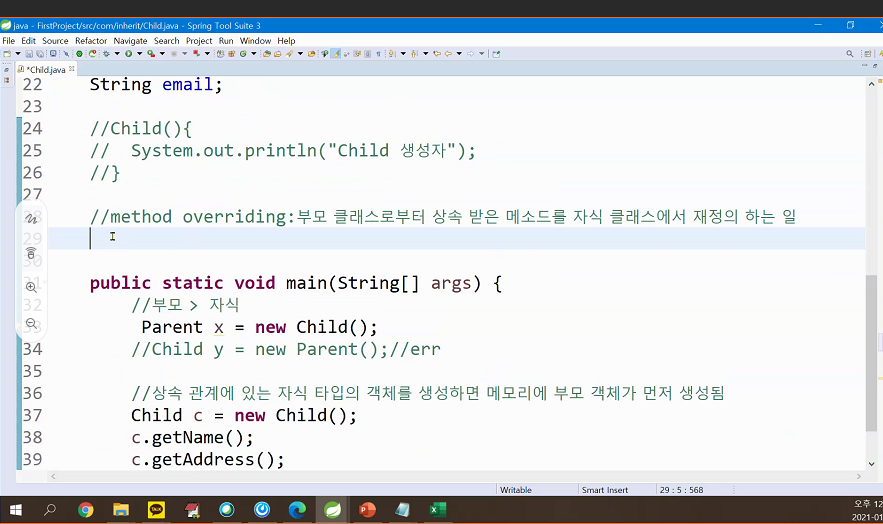 java - FirstProject/src/com/inherit/Child.java - Spring Tool Suite 3
File Edit Source Refactor Navigate Search Project Run Window Help
*Child.java
22 String email;
23
24 //Child(){
25 // System.out.println("Child 생성자");
26 //}
27
28 //method overriding:부모 클래스로부터 상속 받은 메소드를 자식 클래스에서 재정의 하는 일
29
30
31 public static void main(String[] args) {
32 //부모 > 자식
33 Parent x = new Child();
34 //Child y = new Parent();//err
35
36 //상속 관계에 있는 자식 타입의 객체를 생성하면 메모리에 부모 객체가 먼저 생성됨
37 Child c = new Child();
38 c.getName();
39 c.getAddress();
Writable Smart Insert 29 : 5 : 568
오후 12
2021-01